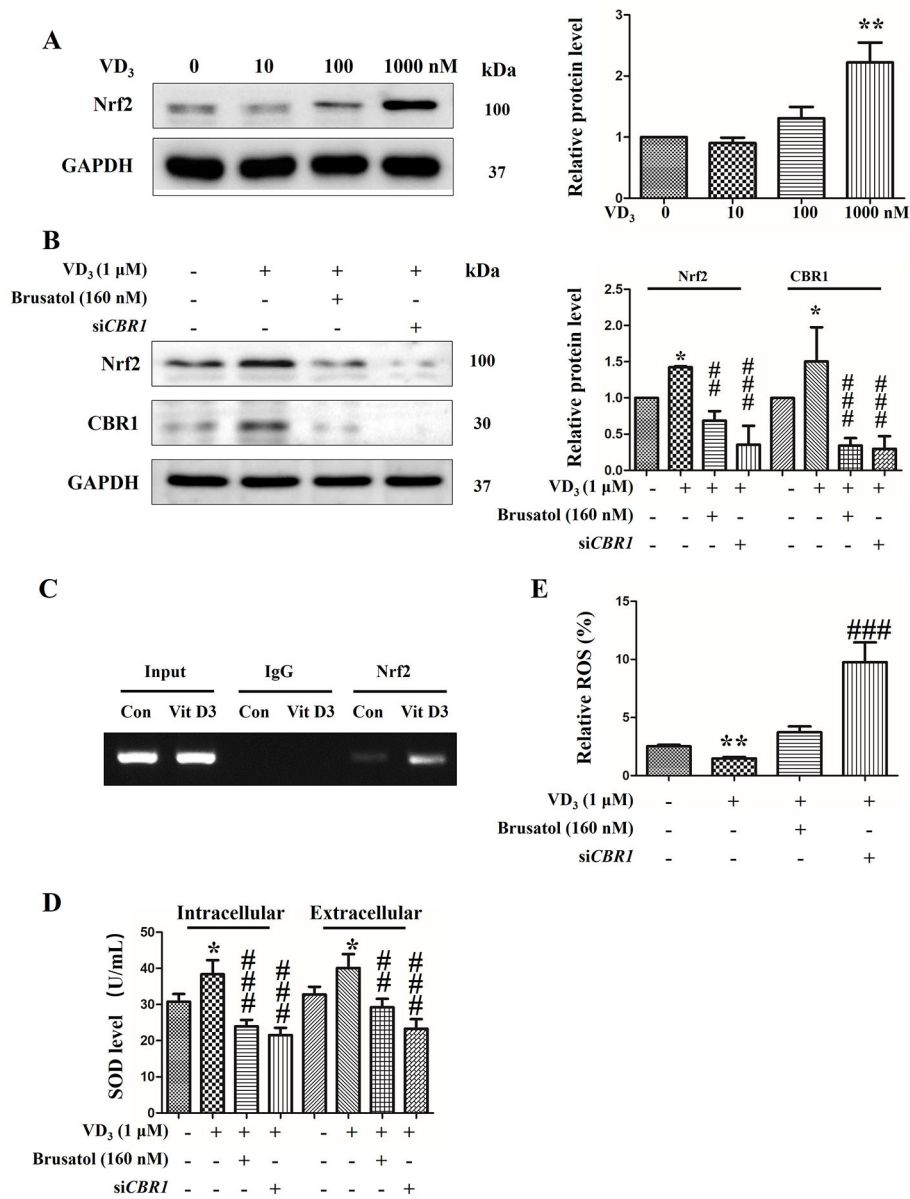 A
VD3 0 10 100 1000 nM kDa
Nrf2 100
GAPDH 37
Relative protein level
3
2
1
0
**
VD3 0 10 100 1000 nM
B
VD3 (1 μM) - + + + kDa
Brusatol (160 nM) - - + -
siCBR1 - - - +
Nrf2 100
CBR1 30
GAPDH 37
Relative protein level
Nrf2 CBR1
2.5
2.0
1.5
1.0
0.5
0.0
* ## ### * ### ###
VD3 (1 μM) - + + + - + + +
Brusatol (160 nM) - - + - - - + -
siCBR1 - - - + - - - +
C
Input IgG Nrf2
Con Vit D3 Con Vit D3 Con Vit D3
E
Relative ROS (%)
15
10
5
0
** ###
VD3 (1 μM) - + + +
Brusatol (160 nM) - - + -
siCBR1 - - - +
D
Intracellular Extracellular
SOD level (U/mL)
50
40
30
20
10
0
* ### ### * ## ###
VD3 (1 μM) - + + + - + + +
Brusatol (160 nM) - - + - - - + -
siCBR1 - - - + - - - +